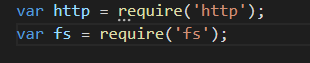 var http = require('http');
var fs = require('fs');